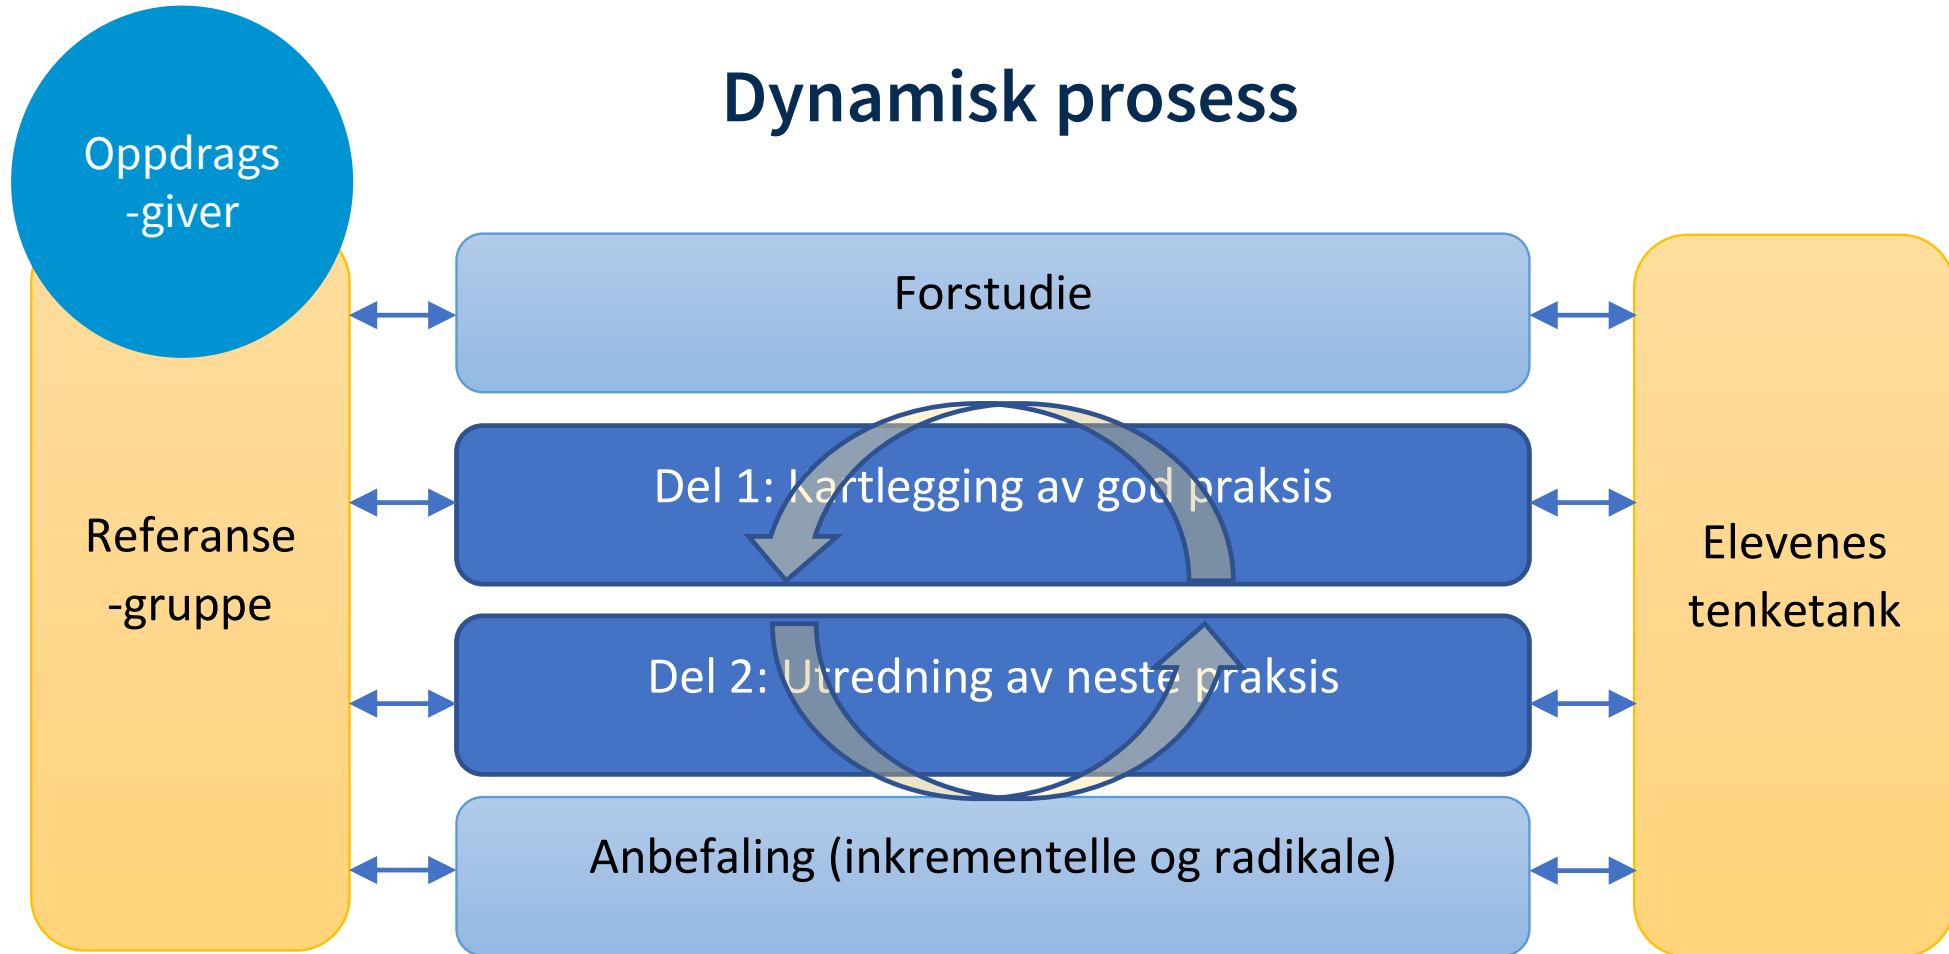 Dynamisk prosess
Oppdrags
-giver
Forstudie
Del 1: Kartlegging av god praksis
Referanse
-gruppe
Elevenes
tenketank
Del 2: Utredning av neste praksis
Anbefaling (inkrementelle og radikale)